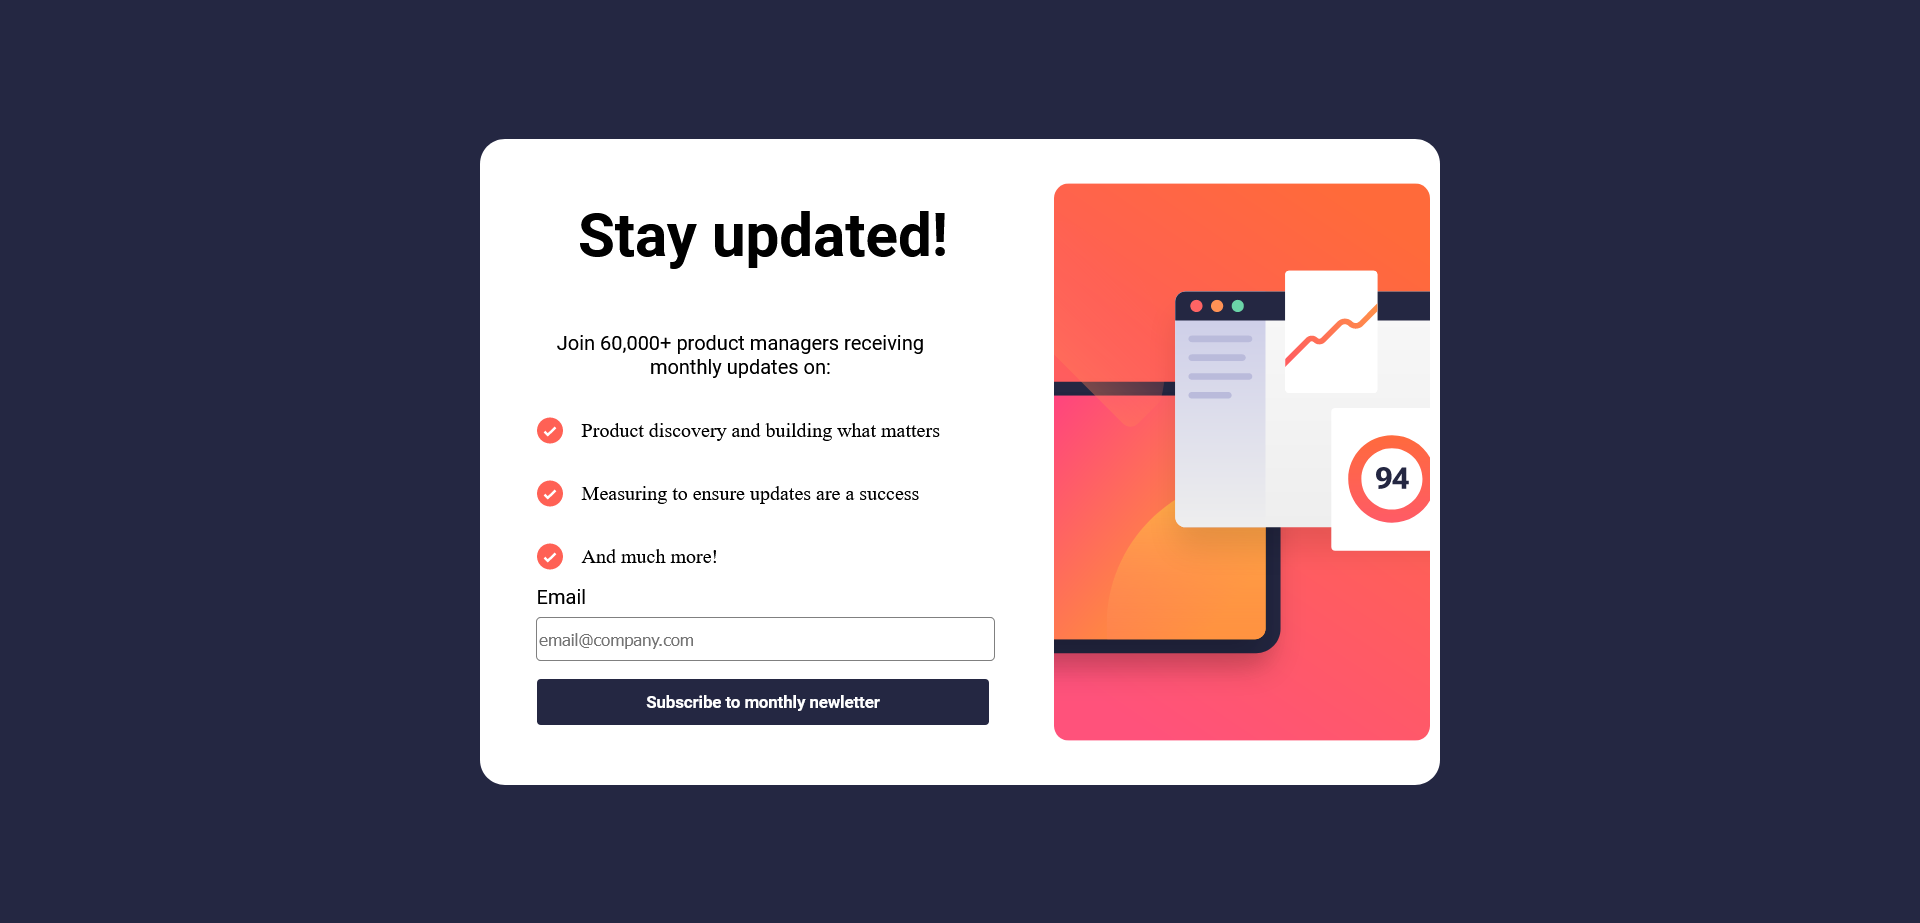 Stay updated!
Join 60,000+ product managers receiving
monthly updates on:
Product discovery and building what matters
Measuring to ensure updates are a success
And much more!
Email
email@company.com
Subscribe to monthly newletter
94